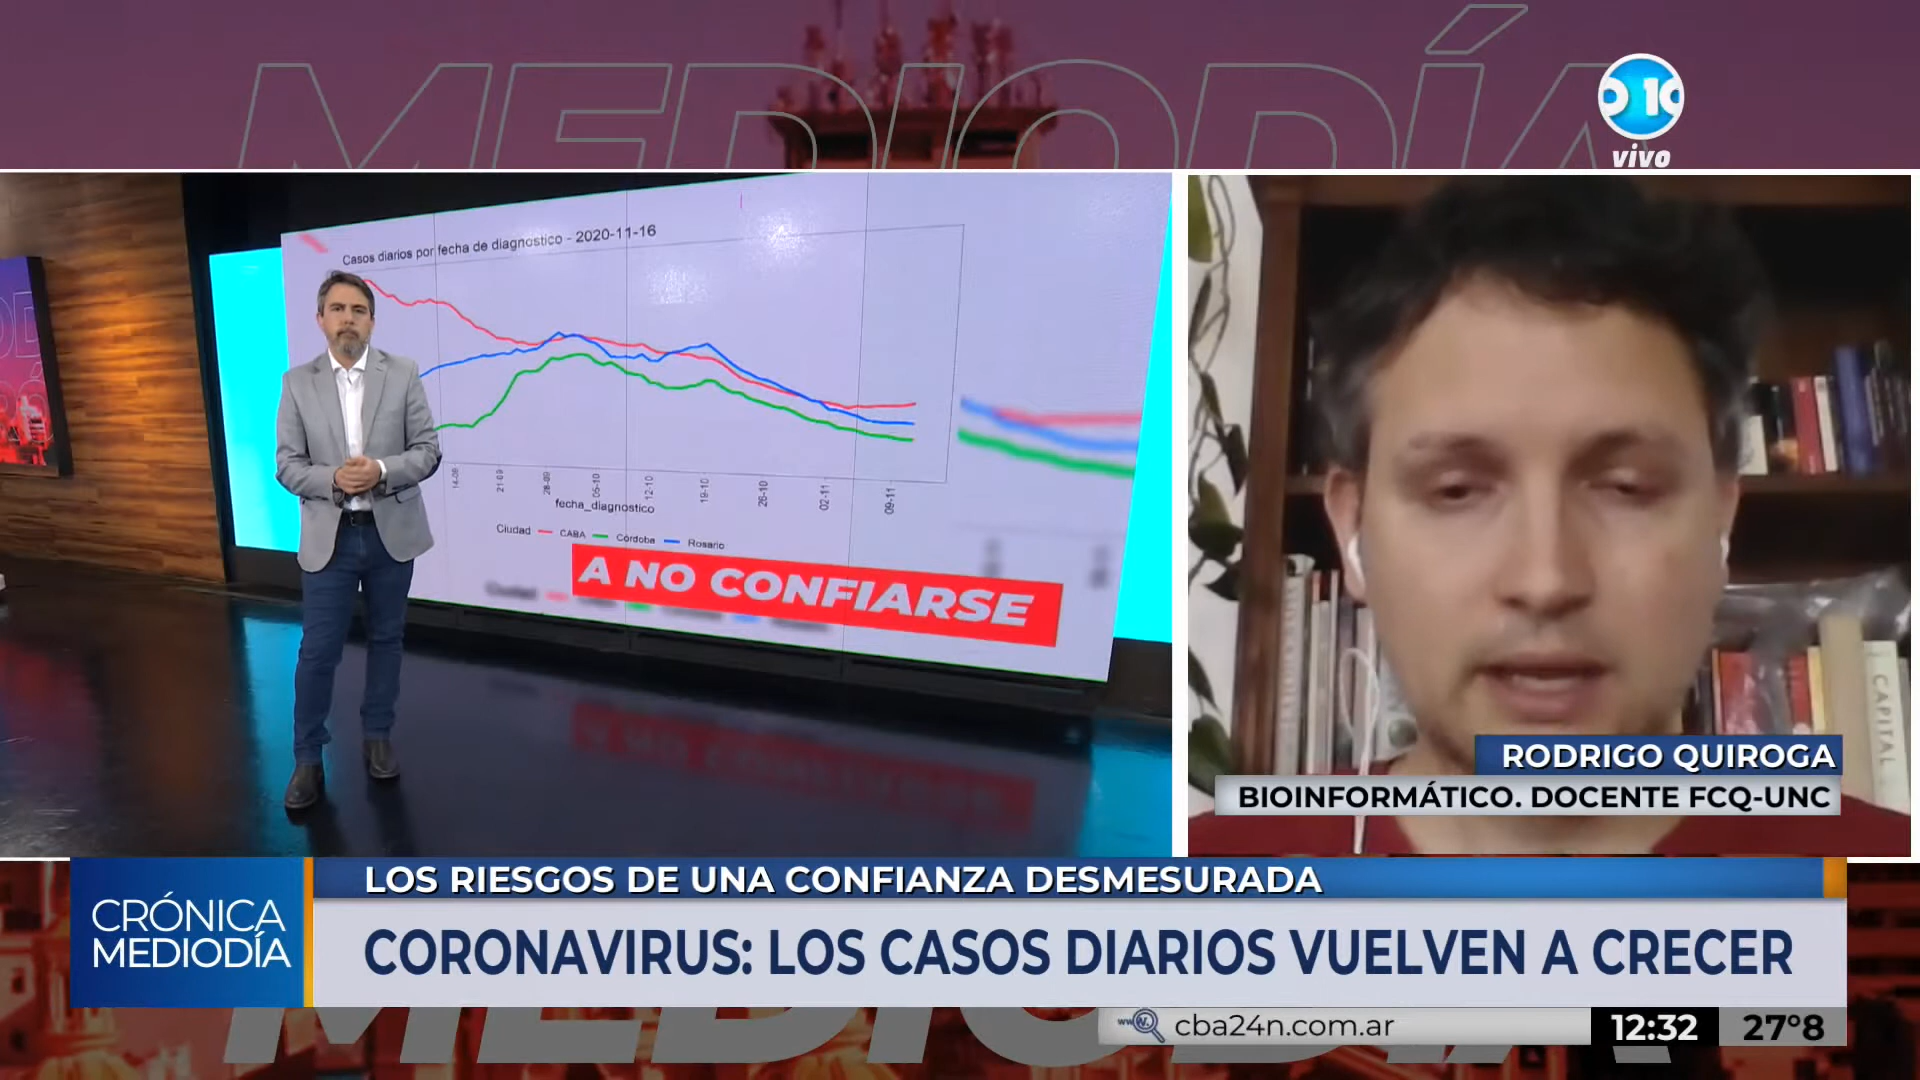 MEDIODÍA
10
vivo
Casos diarios por fecha de diagnostico - 2020-11-16
14-09
21-09
28-09
05-10
12-10
19-10
26-10
02-11
09-11
fecha_diagnostico
Ciudad CABA Córdoba Rosario
A NO CONFIARSE
CAPITAL
RODRIGO QUIROGA
BIOINFORMÁTICO. DOCENTE FCQ-UNC
LOS RIESGOS DE UNA CONFIANZA DESMESURADA
CRÓNICA
MEDIODÍA
CORONAVIRUS: LOS CASOS DIARIOS VUELVEN A CRECER
cba24n.com.ar
12:32
27°8